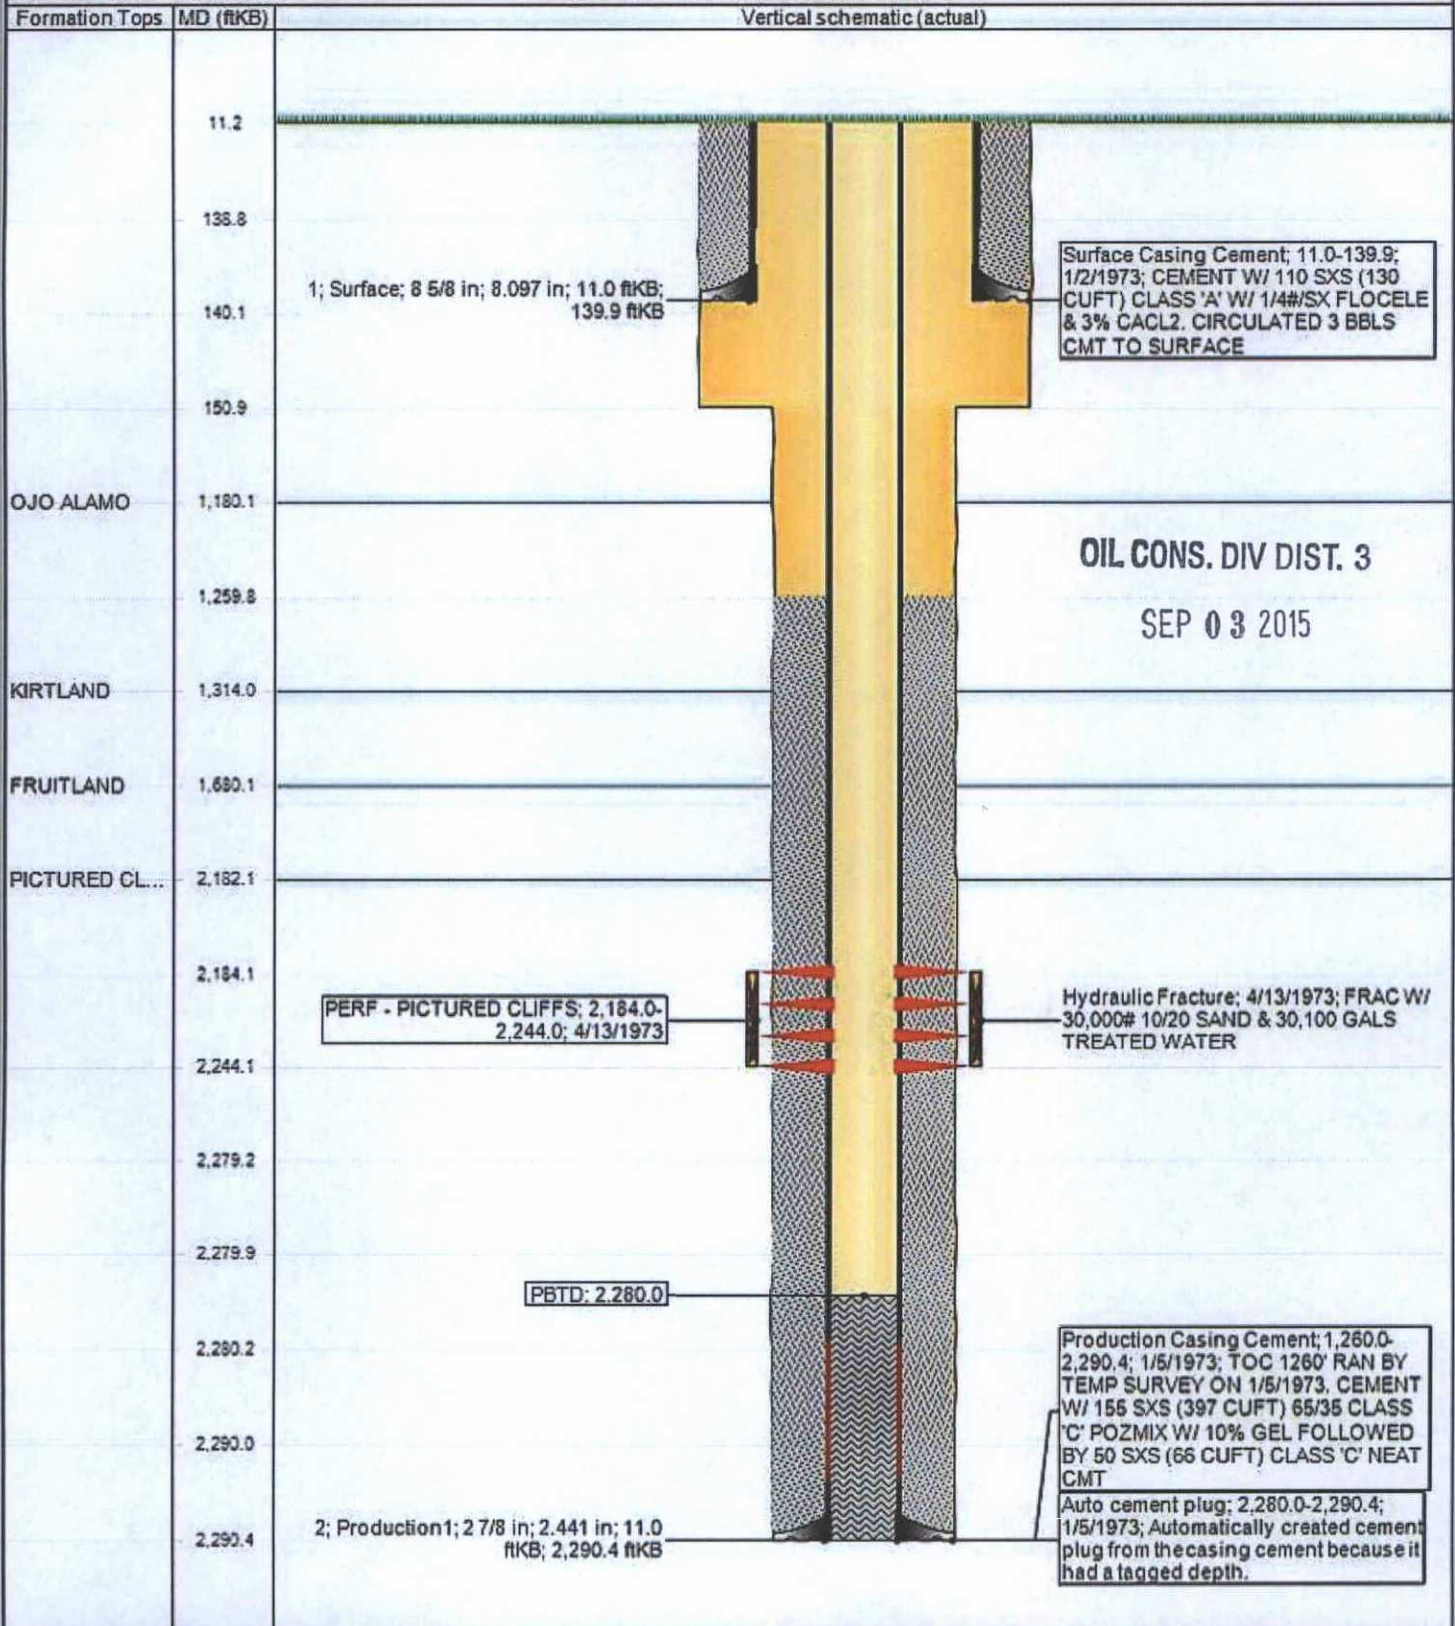 Formation Tops MD (ftKB) Vertical schematic (actual)
11.2
138.8
1; Surface; 8 5/8 in; 8.097 in; 11.0 ftKB;
139.9 ftKB
Surface Casing Cement; 11.0-139.9;
1/2/1973; CEMENT W/ 110 SXS (130
CUFT) CLASS 'A' W/ 1/4#/SX FLOCELE
& 3% CACL2. CIRCULATED 3 BBLS
CMT TO SURFACE
140.1
150.9
OJO ALAMO 1,180.1
OIL CONS. DIV DIST. 3
SEP 03 2015
1,259.8
KIRTLAND 1,314.0
FRUITLAND 1,680.1
PICTURED CL... 2,182.1
2,184.1
PERF - PICTURED CLIFFS; 2,184.0-
2,244.0; 4/13/1973
Hydraulic Fracture; 4/13/1973; FRAC W/
30,000# 10/20 SAND & 30,100 GALS
TREATED WATER
2,244.1
2,279.2
2,279.9
PBTD: 2.280.0
2,280.2
2,290.0
Production Casing Cement; 1,260.0-
2,290.4; 1/5/1973; TOC 1260' RAN BY
TEMP SURVEY ON 1/5/1973. CEMENT
W/ 155 SXS (397 CUFT) 65/35 CLASS
'C' POZMIX W/ 10% GEL FOLLOWED
BY 50 SXS (66 CUFT) CLASS 'C' NEAT
CMT
Auto cement plug; 2,280.0-2,290.4;
1/5/1973; Automatically created cement
plug from thecasing cement because it
had a tagged depth.
2; Production1; 2 7/8 in; 2.441 in; 11.0
ftKB; 2,290.4 ftKB
2,290.4